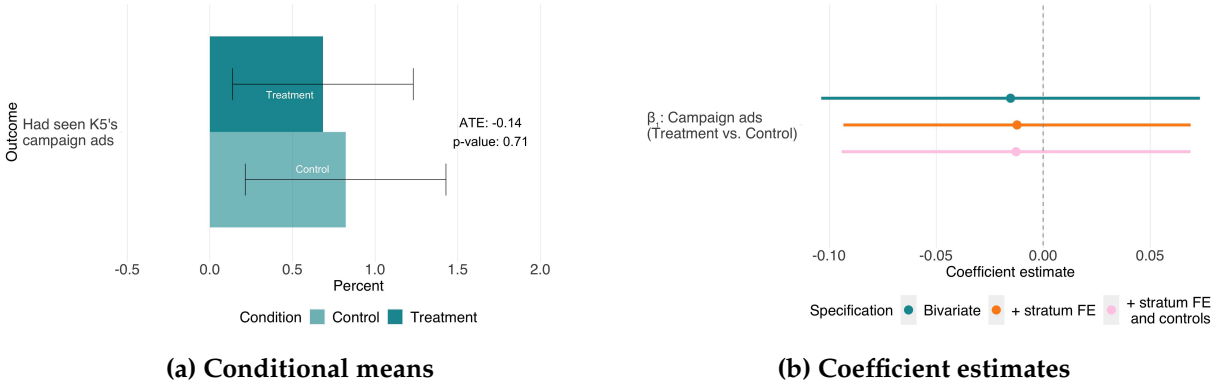 Outcome
Had seen K5's
campaign ads
Treatment
Control
ATE: -0.14
p-value: 0.71
-0.5 0.0 0.5 1.0 1.5 2.0
Percent
Condition Control Treatment
(a) Conditional means
β₁: Campaign ads
(Treatment vs. Control)
-0.10 -0.05 0.00 0.05
Coefficient estimate
Specification Bivariate + stratum FE + stratum FE
and controls
(b) Coefficient estimates